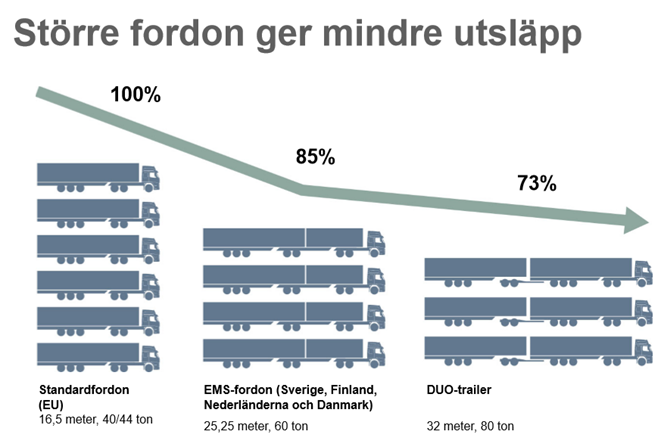 Större fordon ger mindre utsläpp
100%
85%
73%
Standardfordon
(EU)
16,5 meter, 40/44 ton
EMS-fordon (Sverige, Finland,
Nederländerna och Danmark)
25,25 meter, 60 ton
DUO-trailer
32 meter, 80 ton